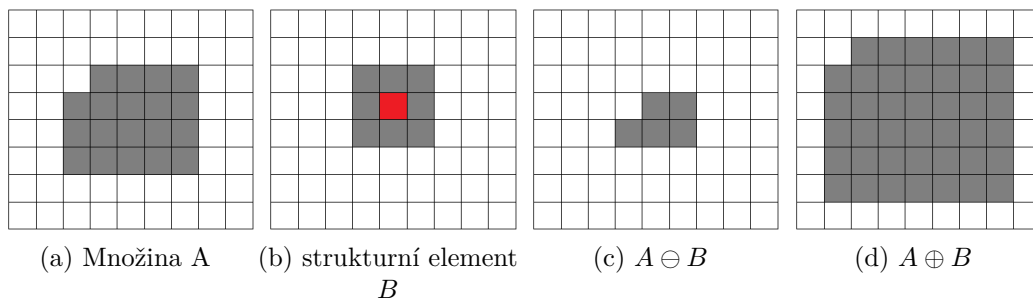 (a) Množina A
(b) strukturní element
B
(c) A ⊖ B
(d) A ⊕ B